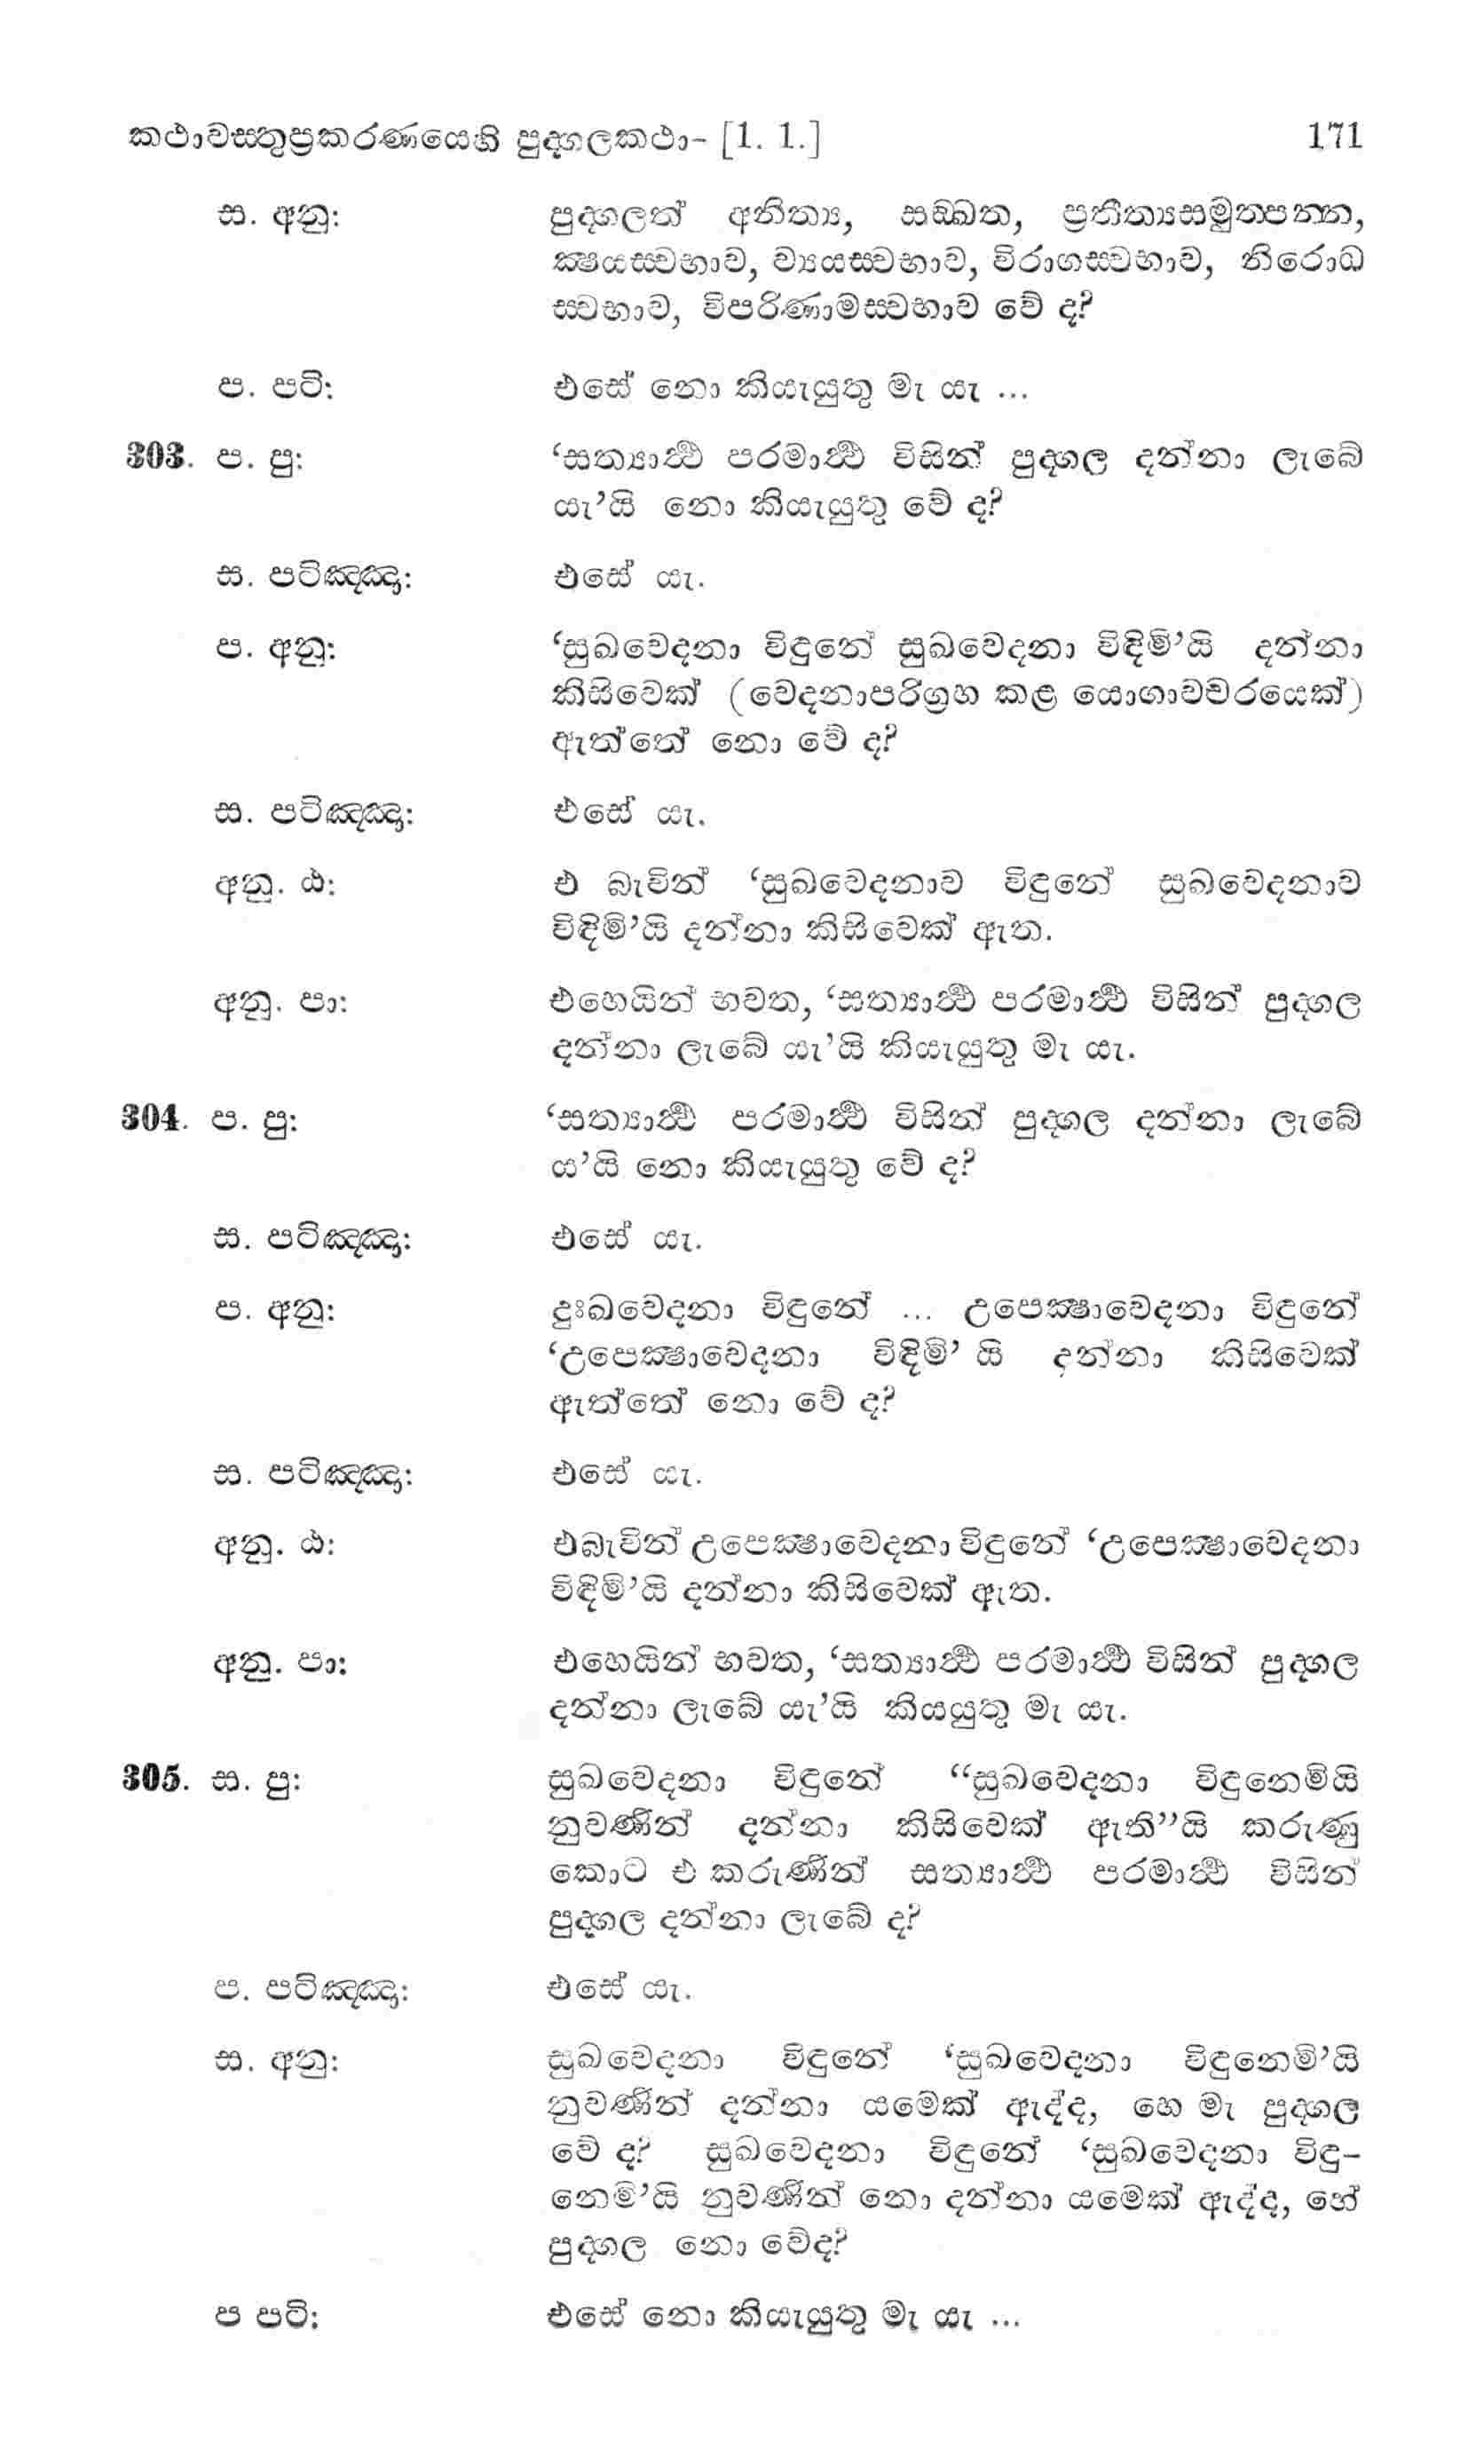 කථාවස්තුප්‍රකරණයෙහි පුද්ගලකථා- [1. 1.] 171
ස. අනු: පුද්ගලත් අනිත්‍ය, සඞ්ඛත, ප්‍රතීත්‍යසමුත්පන්න,
ක්‍ෂයස්වභාව, ව්‍යයස්වභාව, විරාගස්වභාව, නිරොධ
ස්වභාව, විපරිණාමස්වභාව වේ ද?
ප. පටි: එසේ නො කියැයුතු මැ යැ ...
303. ප. පු: ‘සත්‍යාර්‍ත්‍ථ පරමාර්‍ත්‍ථ විසින් පුද්ගල දන්නා ලැබේ
යැ’යි නො කියැයුතු වේ ද?
ස. පටිඤ්ඤා: එසේ යැ.
ප. අනු: ‘සුඛවෙදනා විඳුනේ සුඛවෙදනා විඳිමි’යි දන්නා
කිසිවෙක් (වෙදනාපරිග්‍රහ කළ යොගාවචරයෙක්)
ඇත්තේ නො වේ ද?
ස. පටිඤ්ඤා: එසේ යැ.
අනු. ඨ: එ බැවින් ‘සුඛවෙදනාව විඳුනේ සුඛවෙදනාව
විඳිමි’යි දන්නා කිසිවෙක් ඇත.
අනු. පා: එහෙයින් භවත, ‘සත්‍යාර්‍ත්‍ථ පරමාර්‍ත්‍ථ විසින් පුද්ගල
දන්නා ලැබේ යැ’යි කියැයුතු මැ යැ.
304. ප. පු: ‘සත්‍යාර්‍ත්‍ථ පරමාර්‍ත්‍ථ විසින් පුද්ගල දන්නා ලැබේ
ය’යි නො කියැයුතු වේ ද?
ස. පටිඤ්ඤා: එසේ යැ.
ප. අනු: දුඃඛවෙදනා විඳුනේ ... උපෙක්‍ෂාවෙදනා විඳුනේ
‘උපෙක්‍ෂාවෙදනා විඳිමි’ යි දන්නා කිසිවෙක්
ඇත්තේ නො වේ ද?
ස. පටිඤ්ඤා: එසේ යැ.
අනු. ඨ: එබැවින් උපෙක්‍ෂාවෙදනා විඳුනේ ‘උපෙක්‍ෂාවෙදනා
විඳිමි’යි දන්නා කිසිවෙක් ඇත.
අනු. පා: එහෙයින් භවත, ‘සත්‍යාර්‍ත්‍ථ පරමාර්‍ත්‍ථ විසින් පුද්ගල
දන්නා ලැබේ යැ’යි කියයුතු මැ යැ.
305. ස. පු: සුඛවෙදනා විඳුනේ “සුඛවෙදනා විඳුනෙමියි
නුවණින් දන්නා කිසිවෙක් ඇති”යි කරුණු
කොට එ කරුණින් සත්‍යාර්‍ත්‍ථ පරමාර්‍ත්‍ථ විසින්
පුද්ගල දන්නා ලැබේ ද?
ප. පටිඤ්ඤා: එසේ යැ.
ස. අනු: සුඛවෙදනා විඳුනේ ‘සුඛවෙදනා විඳුනෙමි’යි
නුවණින් දන්නා යමෙක් ඇද්ද, හෙ මැ පුද්ගල
වේ ද? සුඛවෙදනා විඳුනේ ‘සුඛවෙදනා විඳු-
නෙමි’යි නුවණින් නො දන්නා යමෙක් ඇද්ද, හේ
පුද්ගල නො වේද?
ප පටි: එසේ නො කියැයුතු මැ යැ ...